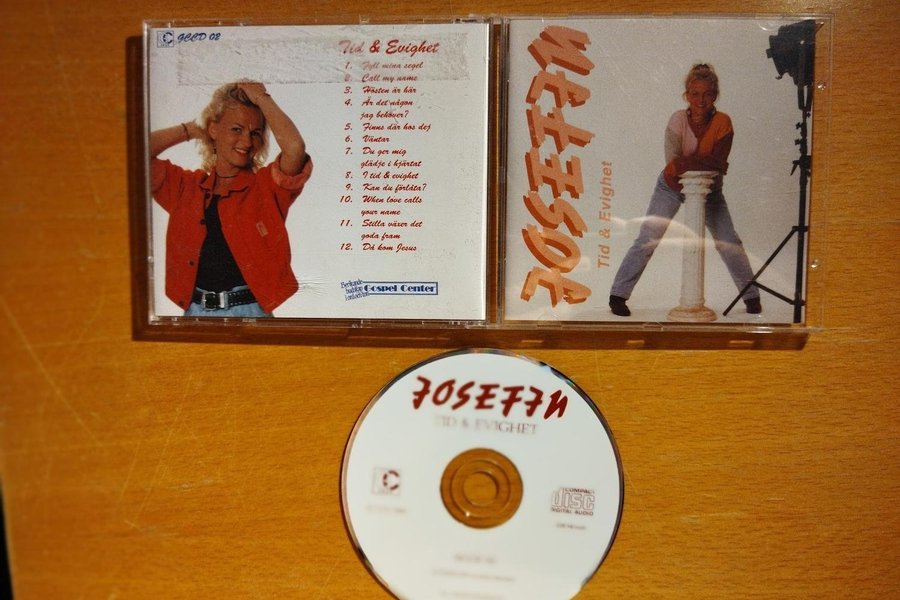 GCCD 02
Tid & Evighet
1. Fyll mina segel
2. Call my name
3. Hösten är här
4. Är det någon
jag behöver?
5. Finns där hos dej
6. Väntar
7. Du ger mig
glädje i hjärtat
8. I tid & evighet
9. Kan du förlåta?
10. When love calls
your name
11. Stilla växer det
goda fram
12. Då kom Jesus
Berikande
budskap
Gospel Center
JOSEFIN
Tid & Evighet
JOSEFIN
TID & EVIGHET
COMPACT
disc
DIGITAL AUDIO